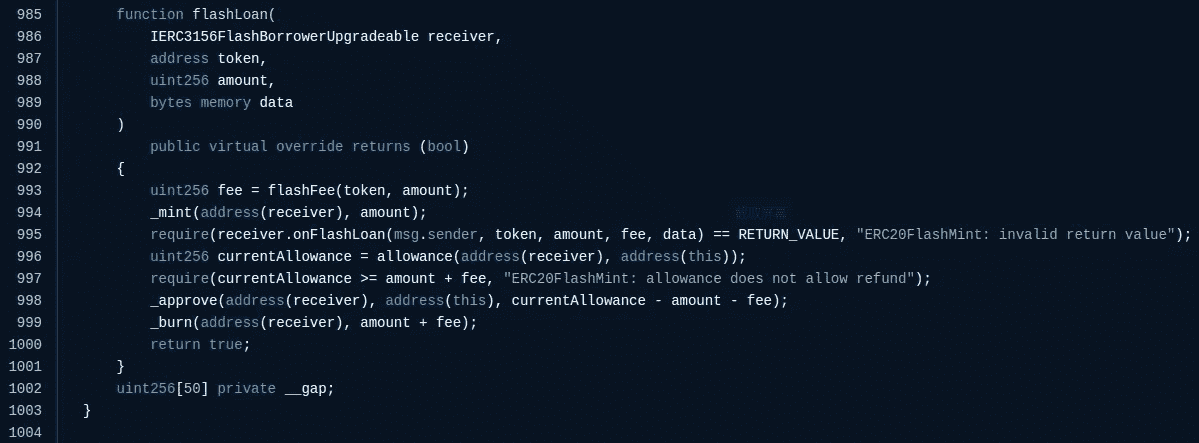 985 function flashLoan(
986 IERC3156FlashBorrowerUpgradeable receiver,
987 address token,
988 uint256 amount,
989 bytes memory data
990 )
991 public virtual override returns (bool)
992 {
993 uint256 fee = flashFee(token, amount);
994 _mint(address(receiver), amount);
995 require(receiver.onFlashLoan(msg.sender, token, amount, fee, data) == RETURN_VALUE, "ERC20FlashMint: invalid return value");
996 uint256 currentAllowance = allowance(address(receiver), address(this));
997 require(currentAllowance >= amount + fee, "ERC20FlashMint: allowance does not allow refund");
998 _approve(address(receiver), address(this), currentAllowance - amount - fee);
999 _burn(address(receiver), amount + fee);
1000 return true;
1001 }
1002 uint256[50] private __gap;
1003 }
1004